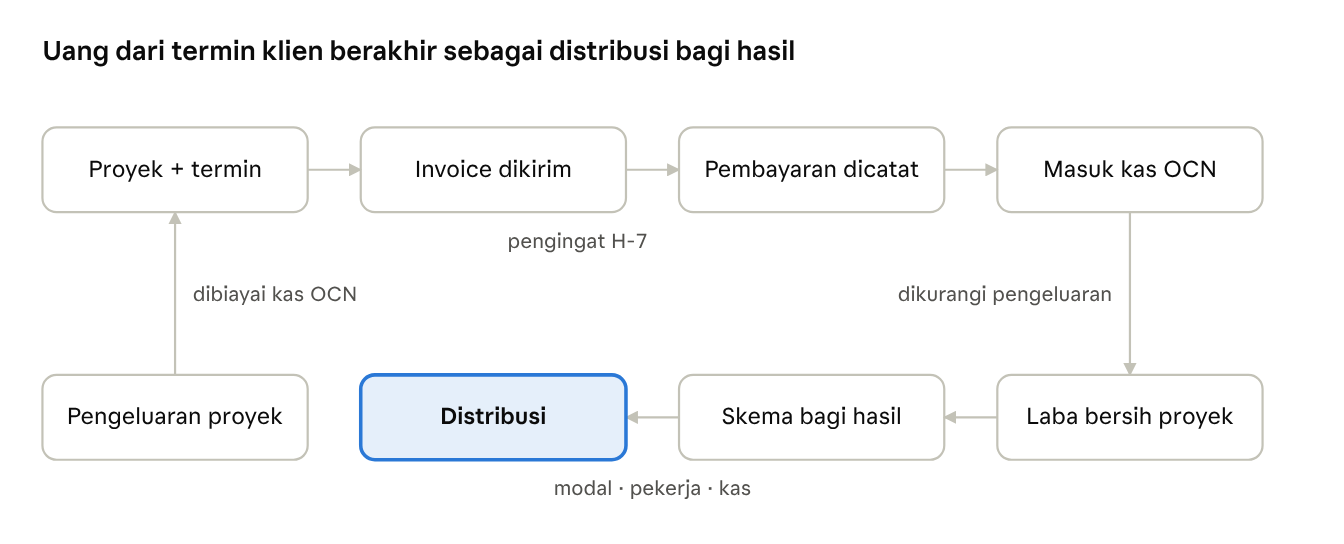 Uang dari termin klien berakhir sebagai distribusi bagi hasil
Proyek + termin
Invoice dikirim
Pembayaran dicatat
Masuk kas OCN
pengingat H-7
dibiayai kas OCN
dikurangi pengeluaran
Pengeluaran proyek
Distribusi
Skema bagi hasil
Laba bersih proyek
modal · pekerja · kas